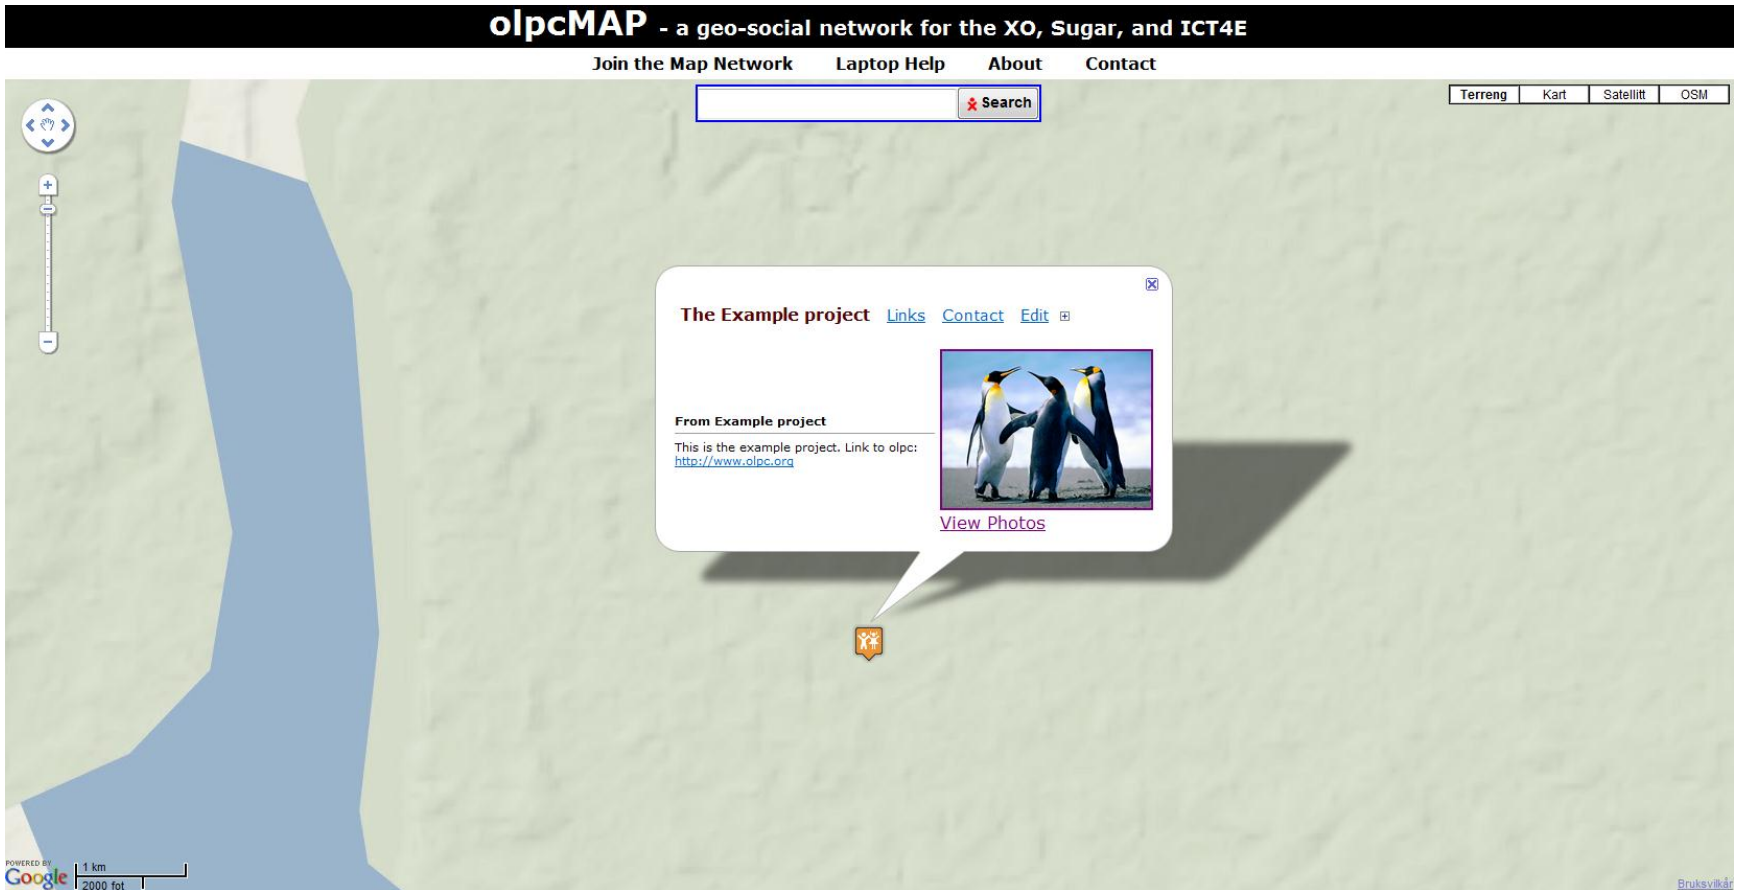 olpcMAP - a geo-social network for the XO, Sugar, and ICT4E
Join the Map Network Laptop Help About Contact
Search
Terreng Kart Satellitt OSM
The Example project Links Contact Edit
From Example project
This is the example project. Link to olpc:
http://www.olpc.org
View Photos
POWERED BY
Google
1 km
2000 fot
Bruksvilkår